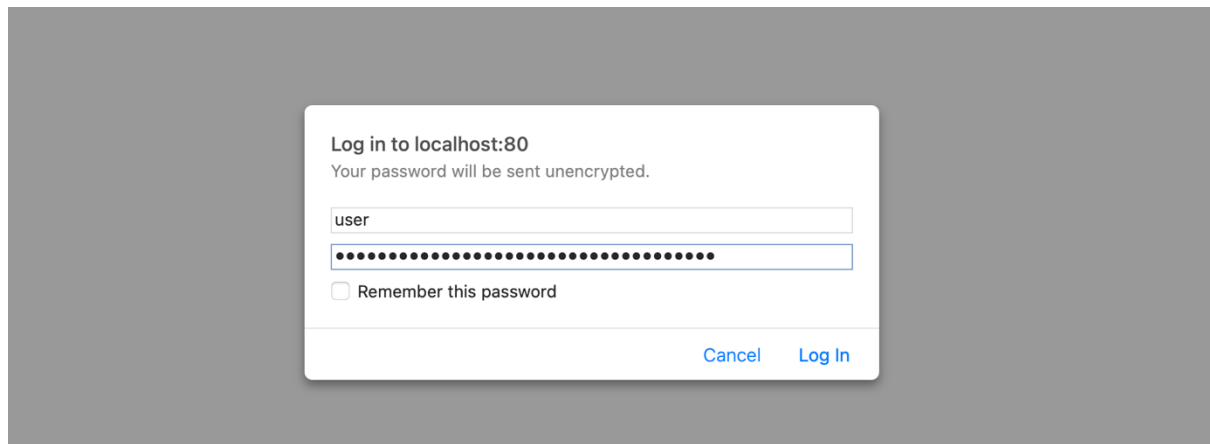 Log in to localhost:80
Your password will be sent unencrypted.
user
••••••••••••••••••••••••••••••••••••
Remember this password
Cancel Log In